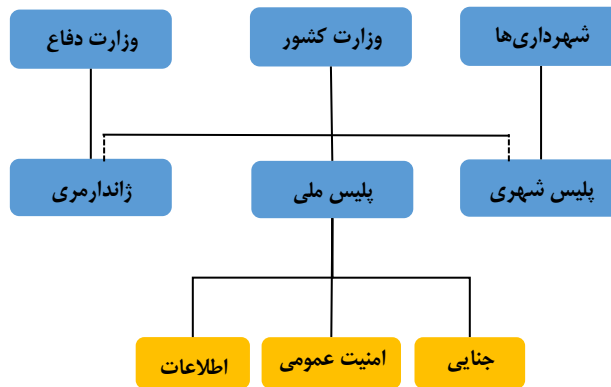 شهرداری‌ها
وزارت کشور
وزارت دفاع
پلیس شهری
پلیس ملی
ژاندارمری
جنایی
امنیت عمومی
اطلاعات